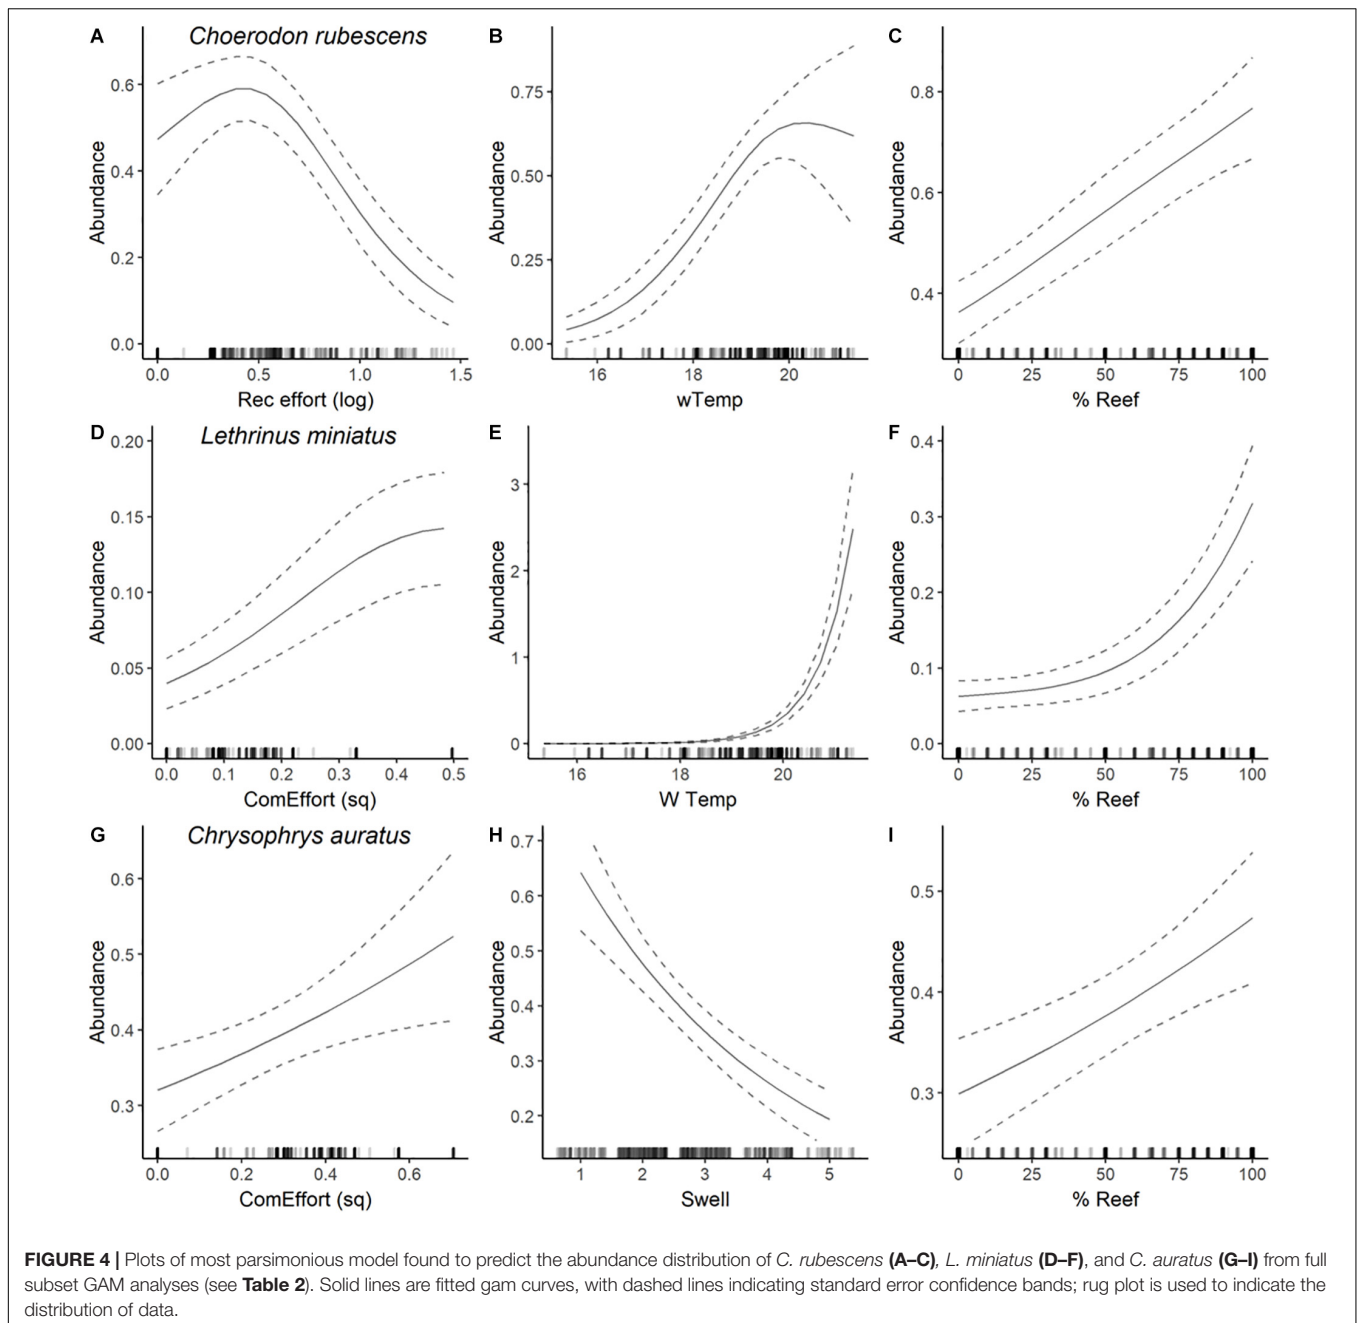 A
Choerodon rubescens
Abundance
0.6
0.4
0.2
0.0
0.0 0.5 1.0 1.5
Rec effort (log)
B
Abundance
0.75
0.50
0.25
0.00
16 18 20
wTemp
C
Abundance
0.8
0.6
0.4
0 25 50 75 100
% Reef
D
Lethrinus miniatus
Abundance
0.20
0.15
0.10
0.05
0.00
0.0 0.1 0.2 0.3 0.4 0.5
ComEffort (sq)
E
Abundance
3
2
1
0
16 18 20
W Temp
F
Abundance
0.4
0.3
0.2
0.1
0.0
0 25 50 75 100
% Reef
G
Chrysophrys auratus
Abundance
0.6
0.5
0.4
0.3
0.0 0.2 0.4 0.6
ComEffort (sq)
H
Abundance
0.7
0.6
0.5
0.4
0.3
0.2
1 2 3 4 5
Swell
I
Abundance
0.5
0.4
0.3
0 25 50 75 100
% Reef
FIGURE 4 | Plots of most parsimonious model found to predict the abundance distribution of C. rubescens (A–C), L. miniatus (D–F), and C. auratus (G–I) from full
subset GAM analyses (see Table 2). Solid lines are fitted gam curves, with dashed lines indicating standard error confidence bands; rug plot is used to indicate the
distribution of data.